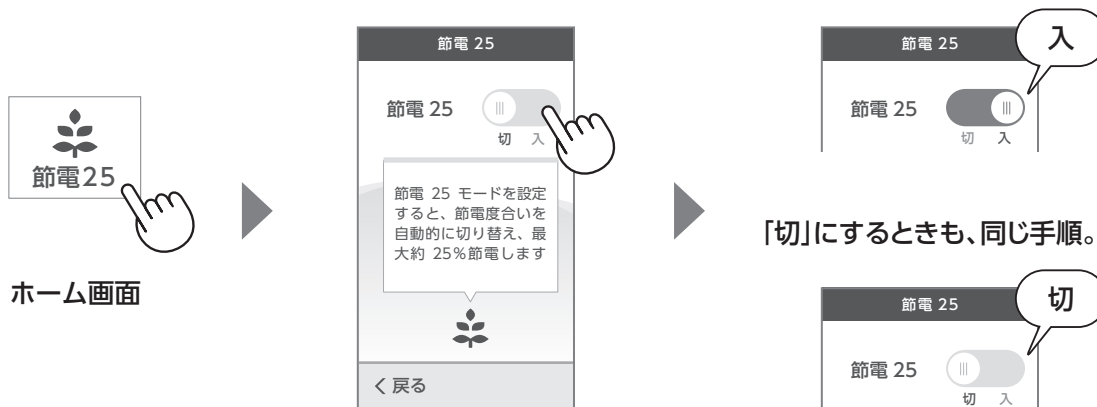 節電25
ホーム画面
節電 25
節電 25
切 入
節電 25 モードを設定
すると、節電度合いを
自動的に切り替え、最
大約 25%節電します
戻る
節電 25
入
節電 25
切 入
「切」にするときも、同じ手順。
節電 25
切
節電 25
切 入